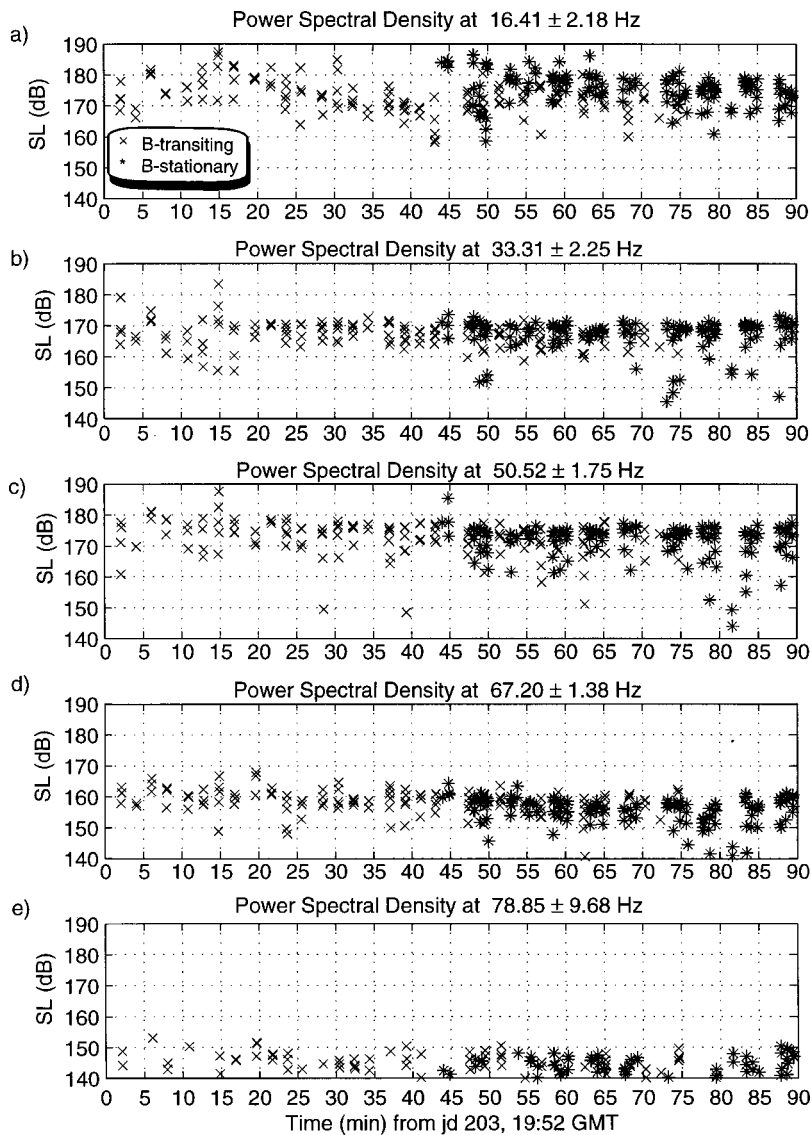 Power Spectral Density at 16.41 ± 2.18 Hz
a)
190
180
170
160
150
140
SL (dB)
× B-transiting
* B-stationary
0 5 10 15 20 25 30 35 40 45 50 55 60 65 70 75 80 85 90
Power Spectral Density at 33.31 ± 2.25 Hz
b)
190
180
170
160
150
140
SL (dB)
0 5 10 15 20 25 30 35 40 45 50 55 60 65 70 75 80 85 90
Power Spectral Density at 50.52 ± 1.75 Hz
c)
190
180
170
160
150
140
SL (dB)
0 5 10 15 20 25 30 35 40 45 50 55 60 65 70 75 80 85 90
Power Spectral Density at 67.20 ± 1.38 Hz
d)
190
180
170
160
150
140
SL (dB)
0 5 10 15 20 25 30 35 40 45 50 55 60 65 70 75 80 85 90
Power Spectral Density at 78.85 ± 9.68 Hz
e)
190
180
170
160
150
140
SL (dB)
0 5 10 15 20 25 30 35 40 45 50 55 60 65 70 75 80 85 90
Time (min) from jd 203, 19:52 GMT